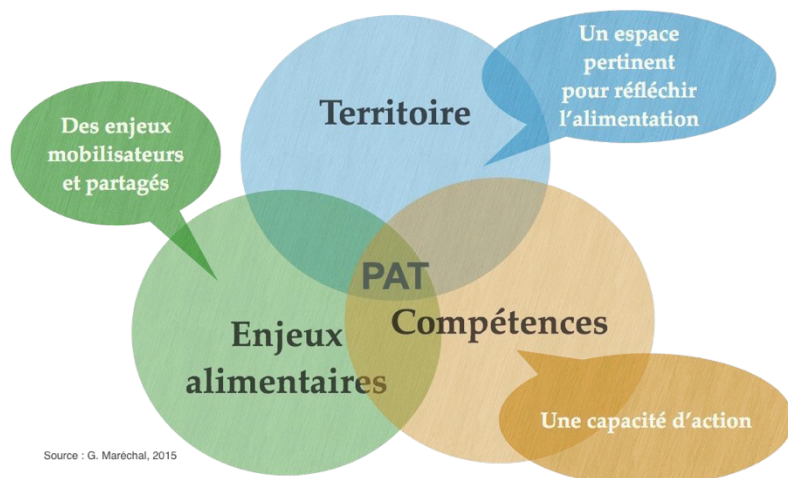 Un espace
pertinent
pour réfléchir
l'alimentation
Territoire
Des enjeux
mobilisateurs
et partagés
PAT
Compétences
Enjeux
alimentaires
Une capacité d'action
Source : G. Maréchal, 2015